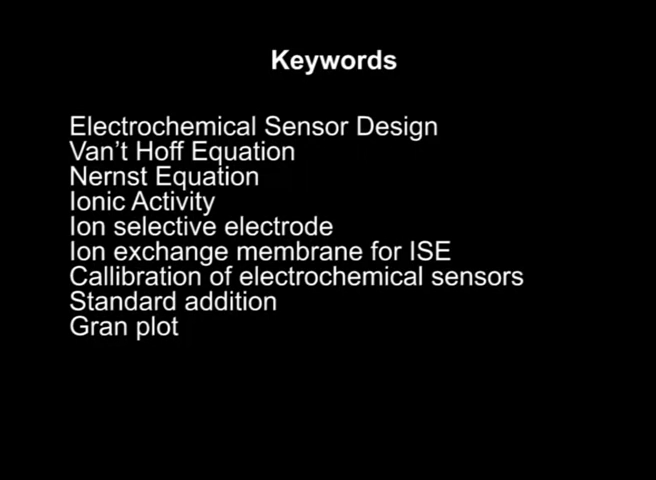 Keywords
Electrochemical Sensor Design
Van't Hoff Equation
Nernst Equation
Ionic Activity
Ion selective electrode
Ion exchange membrane for ISE
Callibration of electrochemical sensors
Standard addition
Gran plot